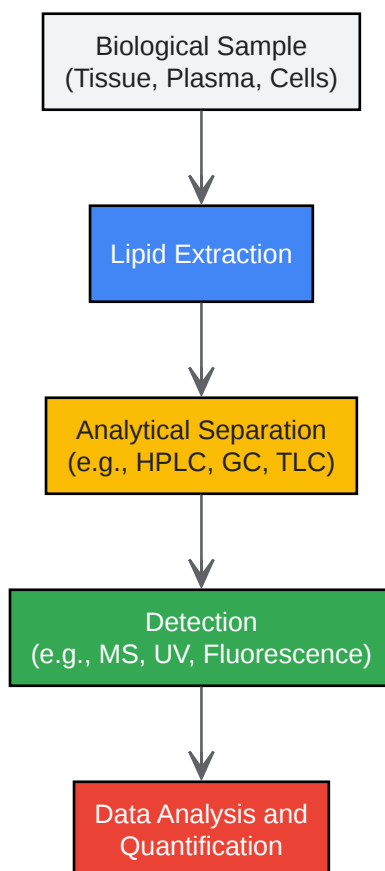 Biological Sample
(Tissue, Plasma, Cells)
Lipid Extraction
Analytical Separation
(e.g., HPLC, GC, TLC)
Detection
(e.g., MS, UV, Fluorescence)
Data Analysis and
Quantification